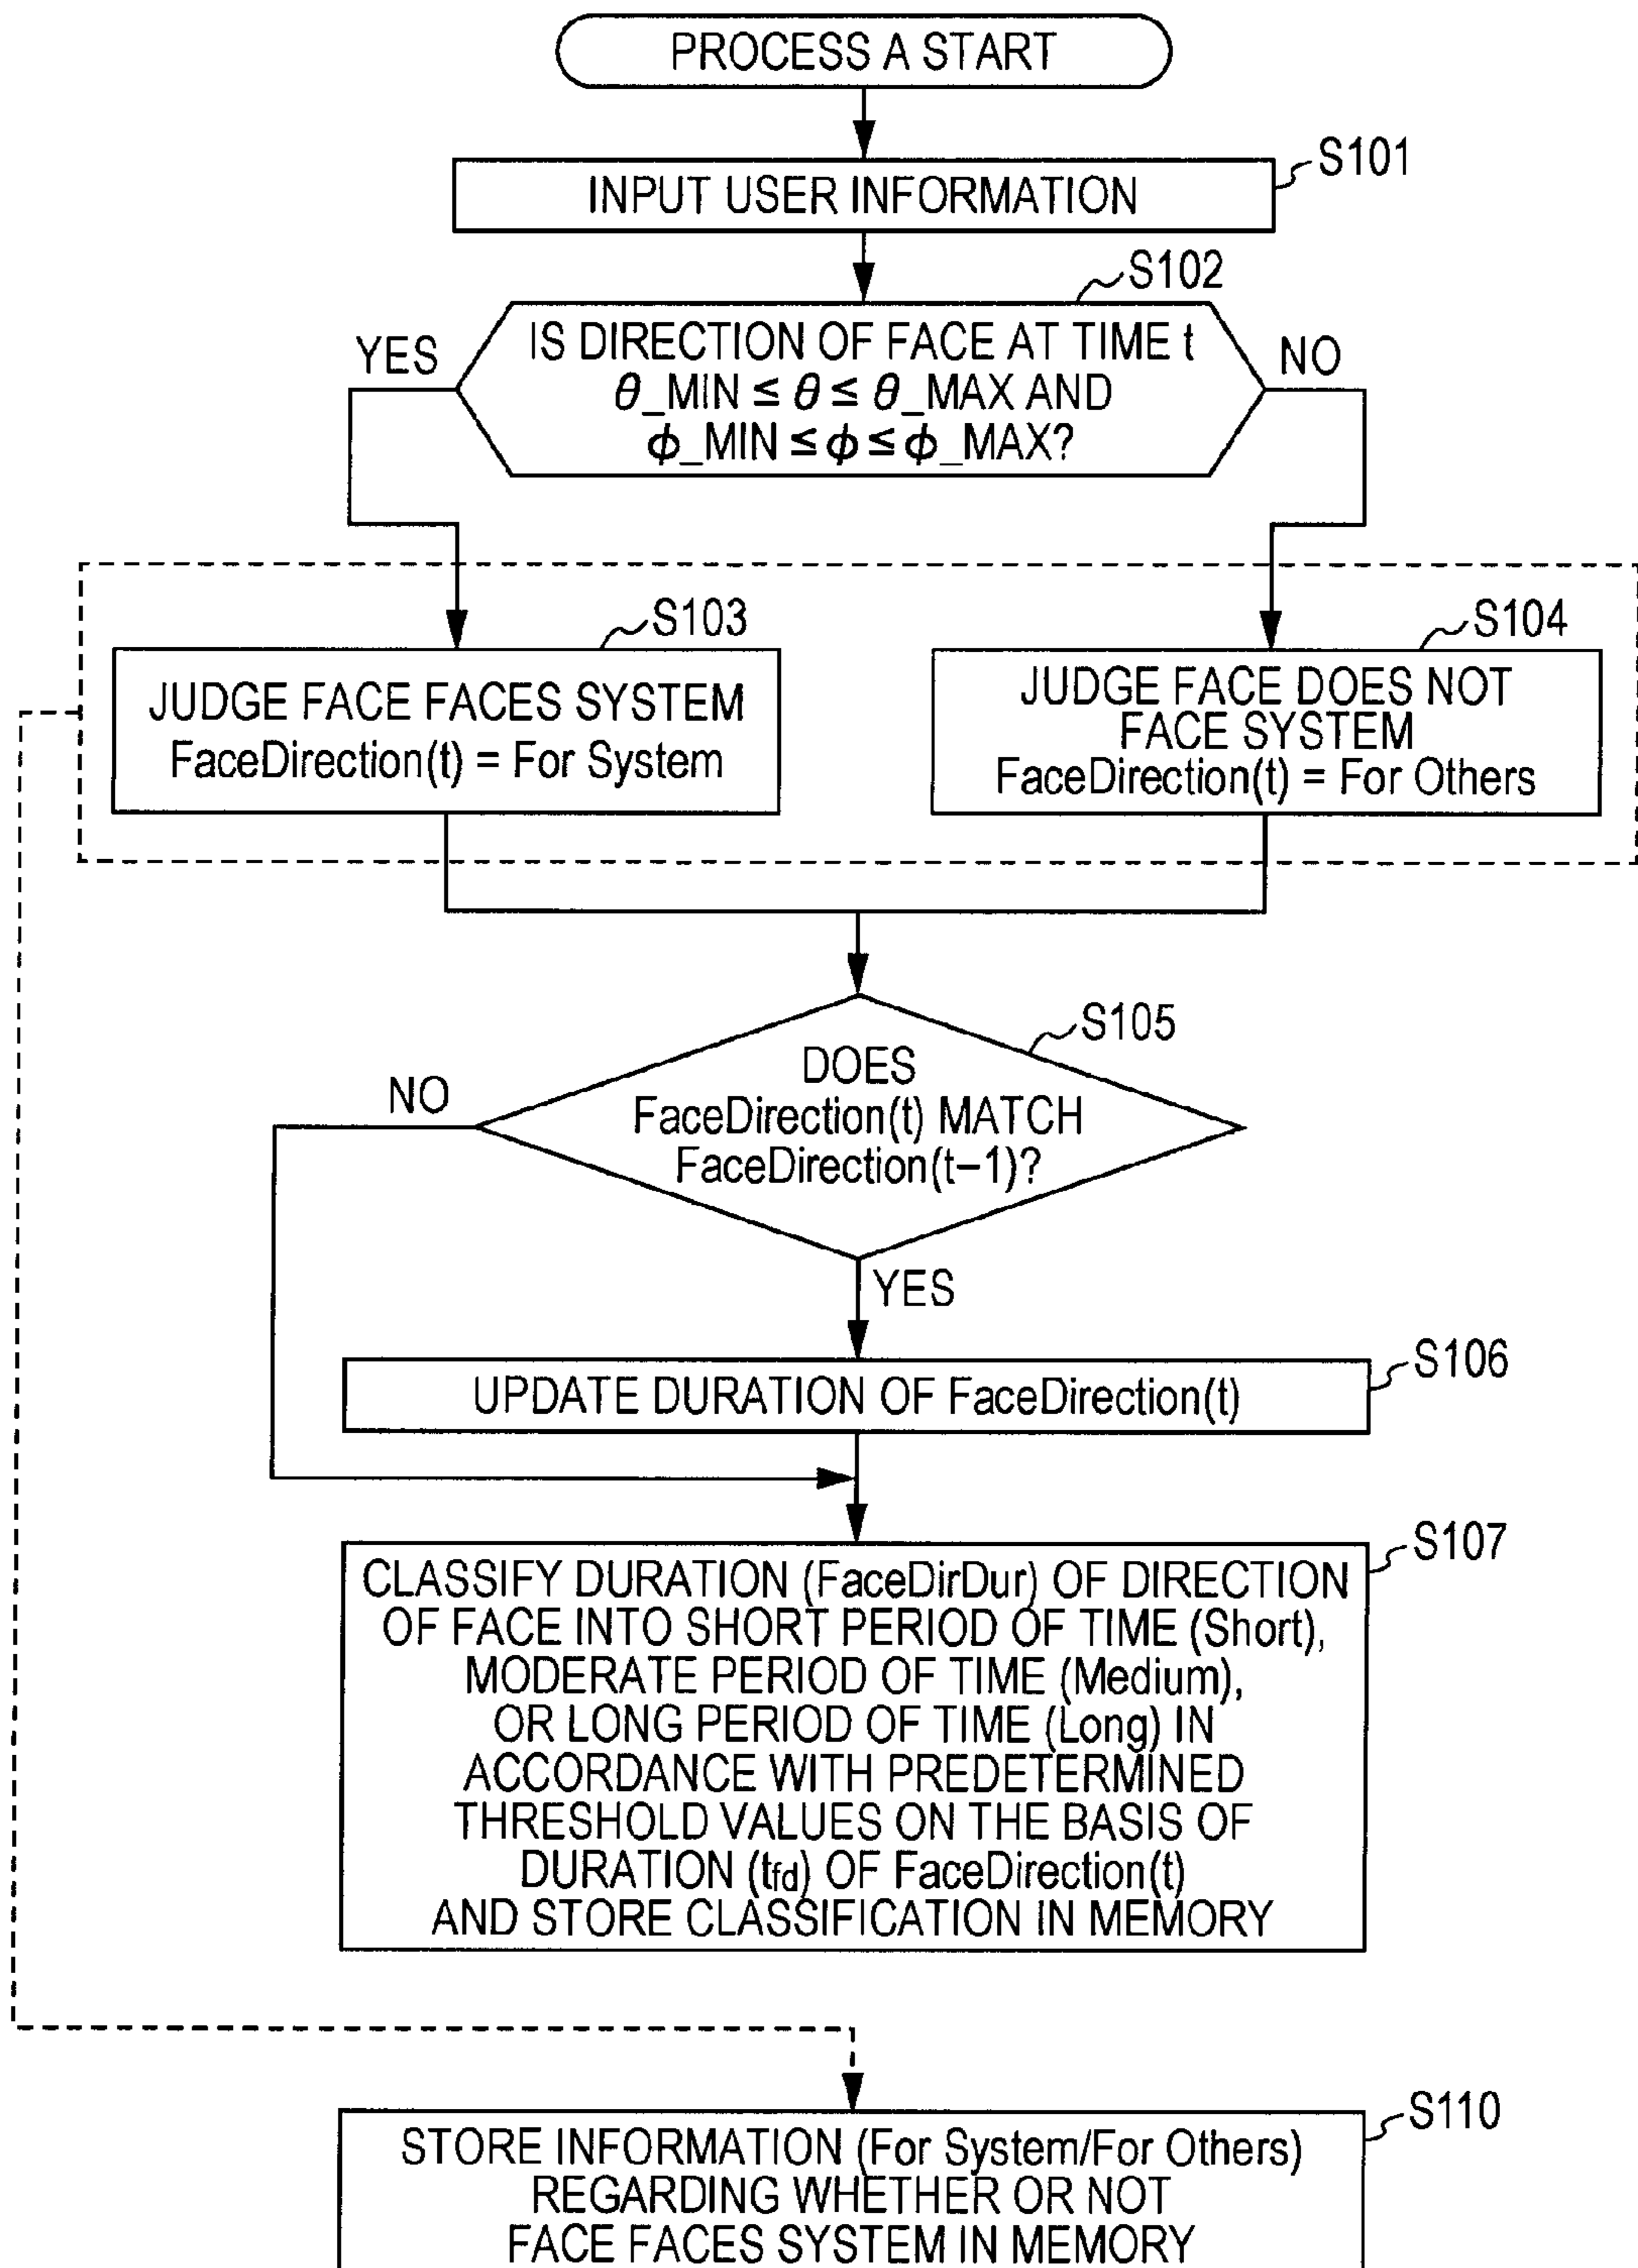 PROCESS A START
S101
INPUT USER INFORMATION
S102
YES
IS DIRECTION OF FACE AT TIME t
θ_MIN ≤ θ ≤ θ_MAX AND
ϕ_MIN ≤ ϕ ≤ ϕ_MAX?
NO
S103
JUDGE FACE FACES SYSTEM
FaceDirection(t) = For System
S104
JUDGE FACE DOES NOT
FACE SYSTEM
FaceDirection(t) = For Others
S105
NO
DOES
FaceDirection(t) MATCH
FaceDirection(t−1)?
YES
S106
UPDATE DURATION OF FaceDirection(t)
S107
CLASSIFY DURATION (FaceDirDur) OF DIRECTION
OF FACE INTO SHORT PERIOD OF TIME (Short),
MODERATE PERIOD OF TIME (Medium),
OR LONG PERIOD OF TIME (Long) IN
ACCORDANCE WITH PREDETERMINED
THRESHOLD VALUES ON THE BASIS OF
DURATION (tfd) OF FaceDirection(t)
AND STORE CLASSIFICATION IN MEMORY
S110
STORE INFORMATION (For System/For Others)
REGARDING WHETHER OR NOT
FACE FACES SYSTEM IN MEMORY